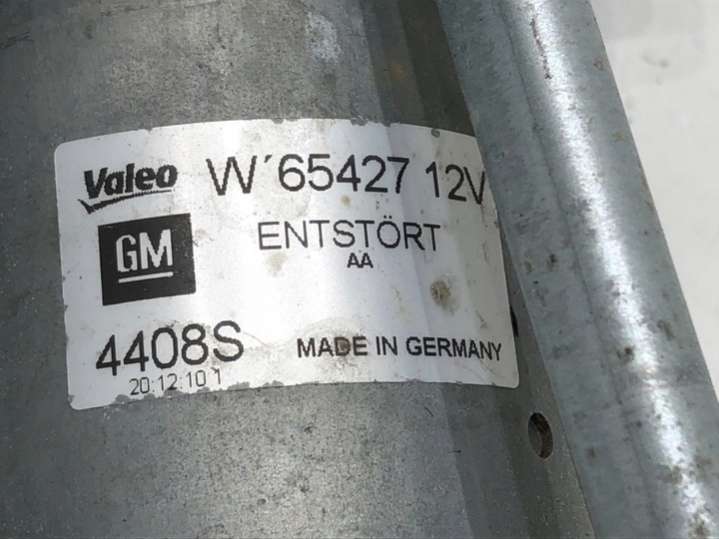 Valeo W´65427 12V
GM ENTSTÖRT
AA
4408S MADE IN GERMANY
20:12:10 1